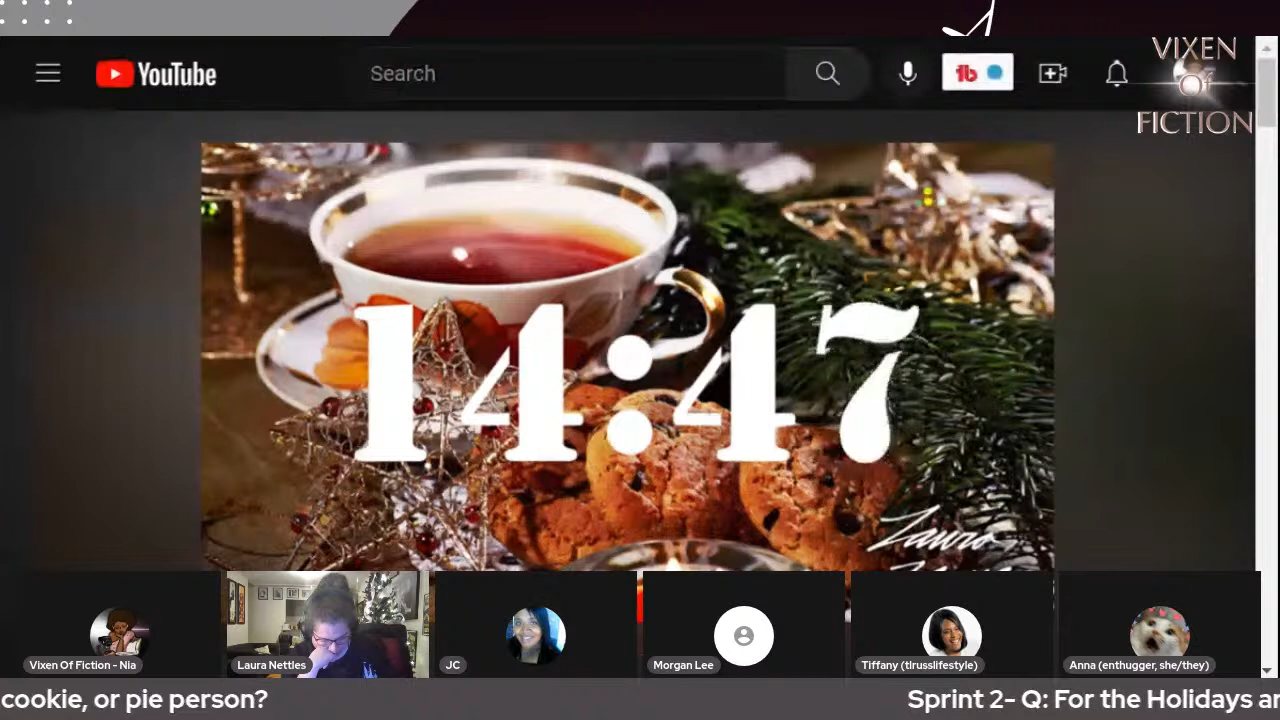 VIXEN
Of
FICTION
YouTube
Search
14:47
Vixen Of Fiction - Nia
Laura Nettles
JC
Morgan Lee
Tiffany (tlrusslifestyle)
Anna (enthugger, she/they)
cookie, or pie person?
Sprint 2- Q: For the Holidays ar